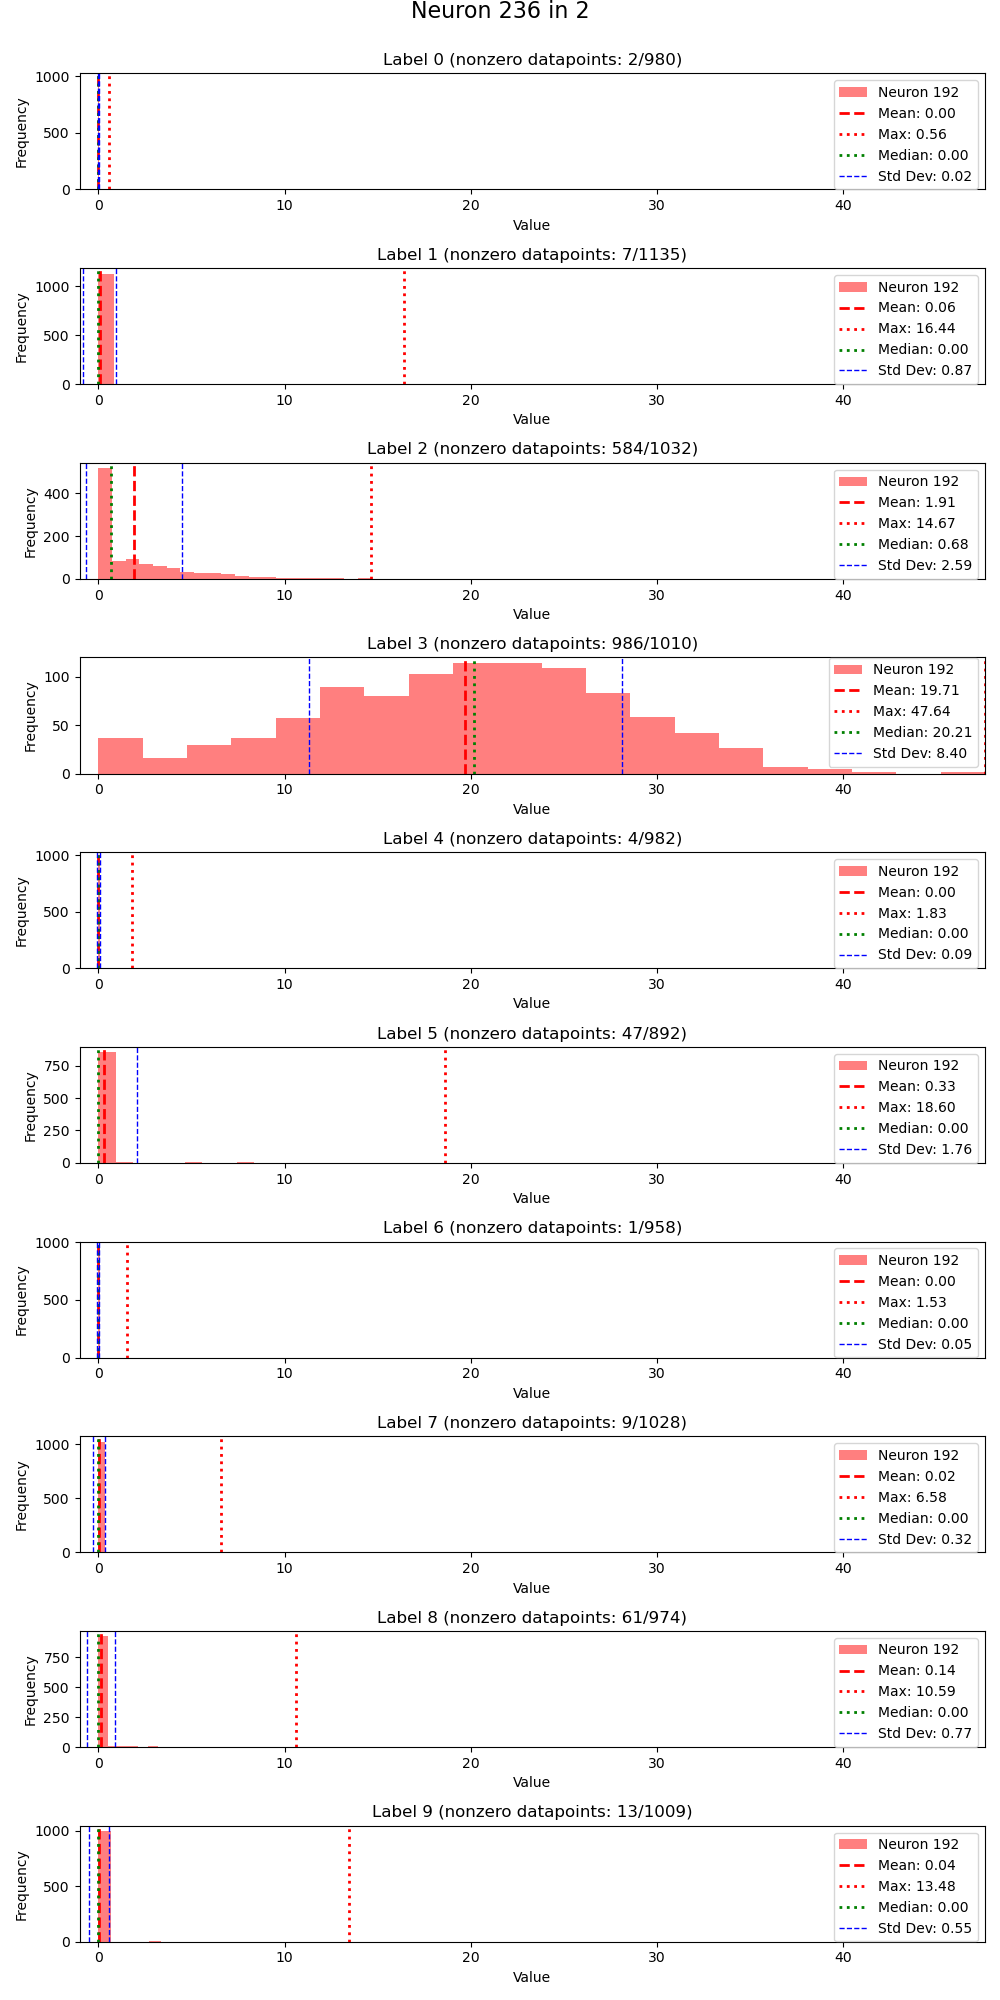 Neuron 236 in 2
Label 0 (nonzero datapoints: 2/980)
Frequency
1000
500
0
Neuron 192
Mean: 0.00
Max: 0.56
Median: 0.00
Std Dev: 0.02
0 10 20 30 40
Value
Label 1 (nonzero datapoints: 7/1135)
Frequency
1000
500
0
Neuron 192
Mean: 0.06
Max: 16.44
Median: 0.00
Std Dev: 0.87
0 10 20 30 40
Value
Label 2 (nonzero datapoints: 584/1032)
Frequency
400
200
0
Neuron 192
Mean: 1.91
Max: 14.67
Median: 0.68
Std Dev: 2.59
0 10 20 30 40
Value
Label 3 (nonzero datapoints: 986/1010)
Frequency
100
50
0
Neuron 192
Mean: 19.71
Max: 47.64
Median: 20.21
Std Dev: 8.40
0 10 20 30 40
Value
Label 4 (nonzero datapoints: 4/982)
Frequency
1000
500
0
Neuron 192
Mean: 0.00
Max: 1.83
Median: 0.00
Std Dev: 0.09
0 10 20 30 40
Value
Label 5 (nonzero datapoints: 47/892)
Frequency
750
500
250
0
Neuron 192
Mean: 0.33
Max: 18.60
Median: 0.00
Std Dev: 1.76
0 10 20 30 40
Value
Label 6 (nonzero datapoints: 1/958)
Frequency
1000
500
0
Neuron 192
Mean: 0.00
Max: 1.53
Median: 0.00
Std Dev: 0.05
0 10 20 30 40
Value
Label 7 (nonzero datapoints: 9/1028)
Frequency
1000
500
0
Neuron 192
Mean: 0.02
Max: 6.58
Median: 0.00
Std Dev: 0.32
0 10 20 30 40
Value
Label 8 (nonzero datapoints: 61/974)
Frequency
750
500
250
0
Neuron 192
Mean: 0.14
Max: 10.59
Median: 0.00
Std Dev: 0.77
0 10 20 30 40
Value
Label 9 (nonzero datapoints: 13/1009)
Frequency
1000
500
0
Neuron 192
Mean: 0.04
Max: 13.48
Median: 0.00
Std Dev: 0.55
0 10 20 30 40
Value